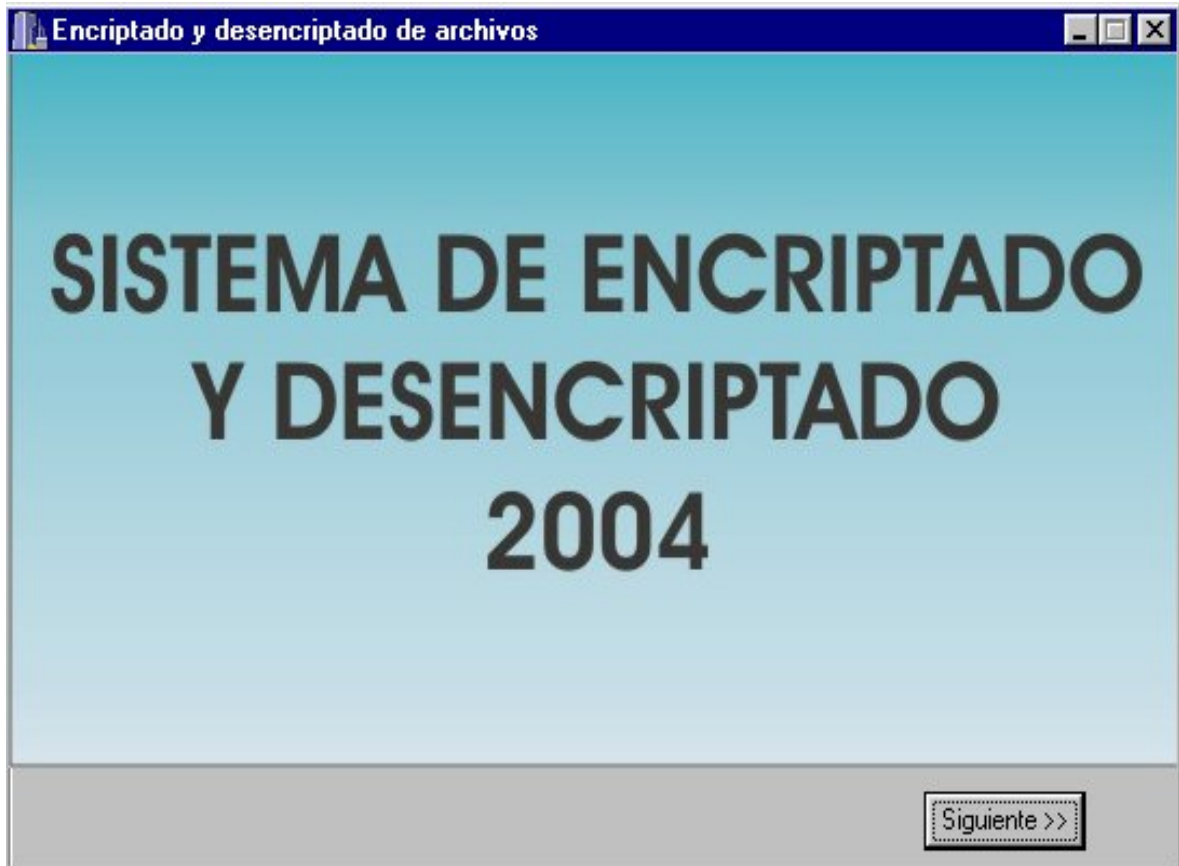 Encriptado y desencriptado de archivos
SISTEMA DE ENCRIPTADO
Y DESENCRIPTADO
2004
Siguiente >>